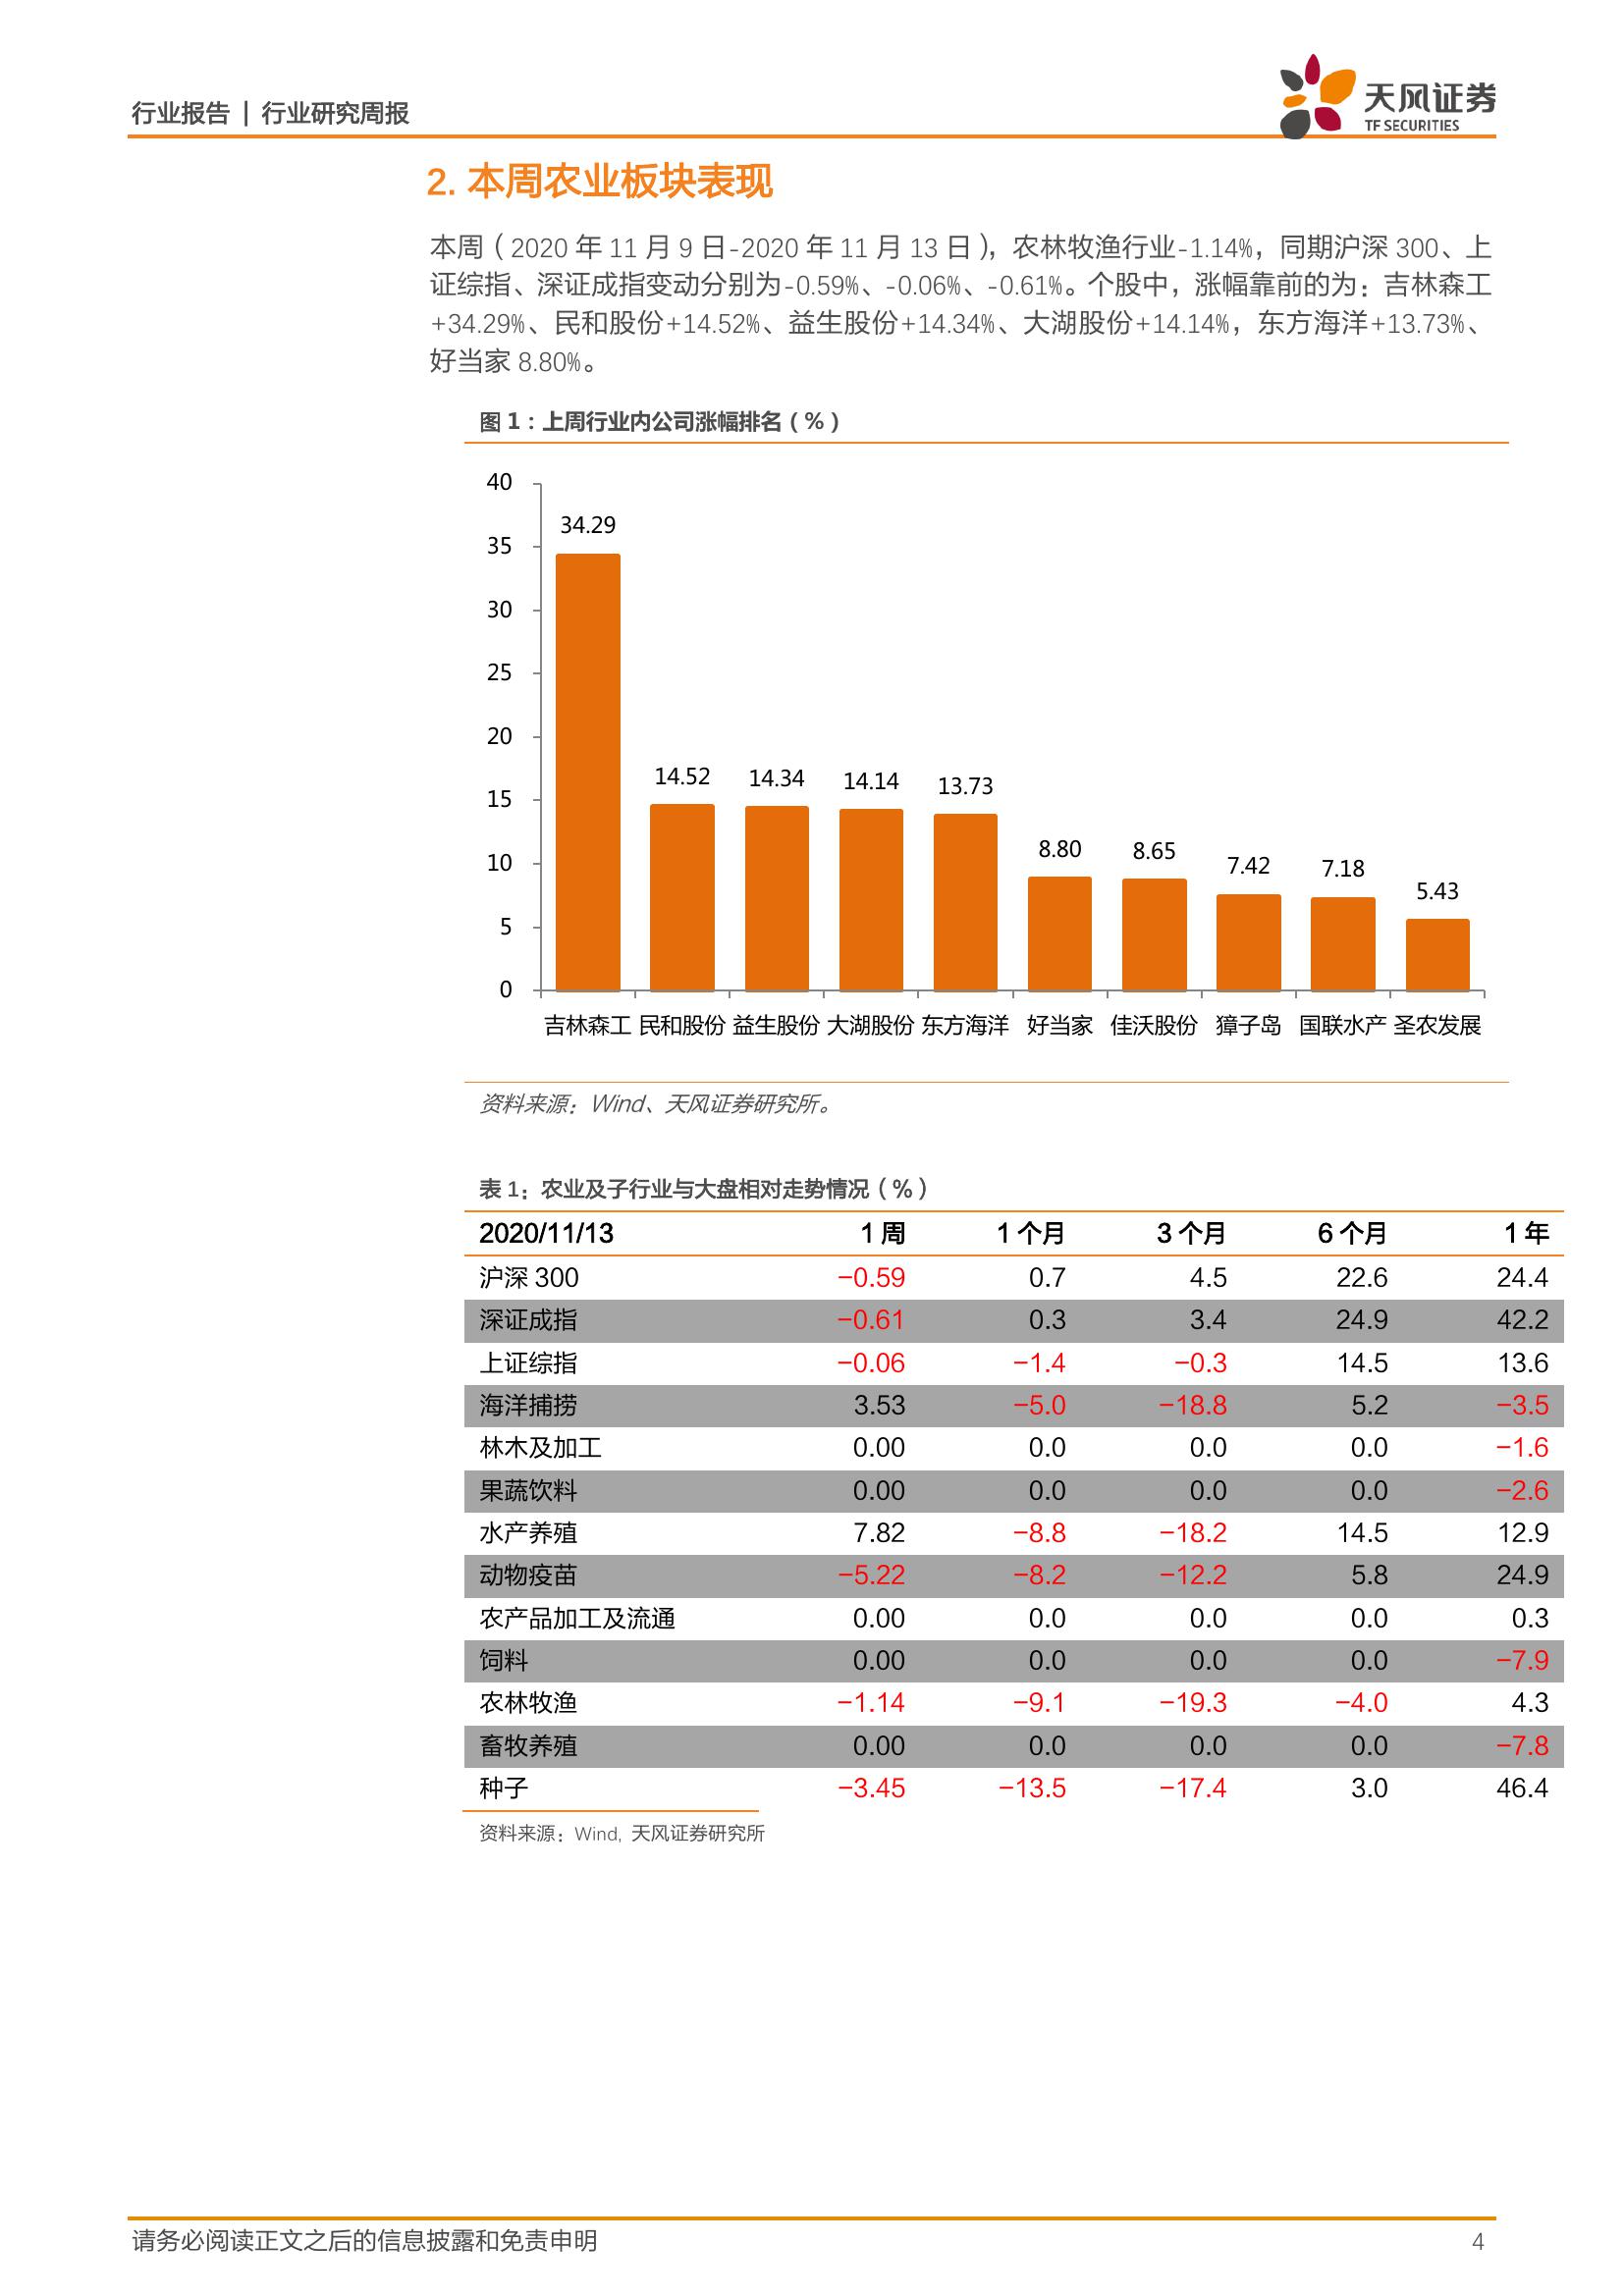 行业报告 | 行业研究周报
天风证券
TF SECURITIES
2. 本周农业板块表现
本周（2020 年 11 月 9 日-2020 年 11 月 13 日），农林牧渔行业-1.14%，同期沪深 300、上
证综指、深证成指变动分别为-0.59%、-0.06%、-0.61%。个股中，涨幅靠前的为：吉林森工
+34.29%、民和股份+14.52%、益生股份+14.34%、大湖股份+14.14%，东方海洋+13.73%、
好当家 8.80%。
图 1：上周行业内公司涨幅排名（%）
40
34.29
35
30
25
20
14.52 14.34 14.14 13.73
15
8.80 8.65 7.42 7.18 5.43
10
5
0
吉林森工 民和股份 益生股份 大湖股份 东方海洋 好当家 佳沃股份 獐子岛 国联水产 圣农发展
资料来源：Wind、天风证券研究所。
表 1：农业及子行业与大盘相对走势情况（%）
2020/11/13 1 周 1 个月 3 个月 6 个月 1 年
沪深 300 −0.59 0.7 4.5 22.6 24.4
深证成指 −0.61 0.3 3.4 24.9 42.2
上证综指 −0.06 −1.4 −0.3 14.5 13.6
海洋捕捞 3.53 −5.0 −18.8 5.2 −3.5
林木及加工 0.00 0.0 0.0 0.0 −1.6
果蔬饮料 0.00 0.0 0.0 0.0 −2.6
水产养殖 7.82 −8.8 −18.2 14.5 12.9
动物疫苗 −5.22 −8.2 −12.2 5.8 24.9
农产品加工及流通 0.00 0.0 0.0 0.0 0.3
饲料 0.00 0.0 0.0 0.0 −7.9
农林牧渔 −1.14 −9.1 −19.3 −4.0 4.3
畜牧养殖 0.00 0.0 0.0 0.0 −7.8
种子 −3.45 −13.5 −17.4 3.0 46.4
资料来源：Wind, 天风证券研究所
请务必阅读正文之后的信息披露和免责申明 4